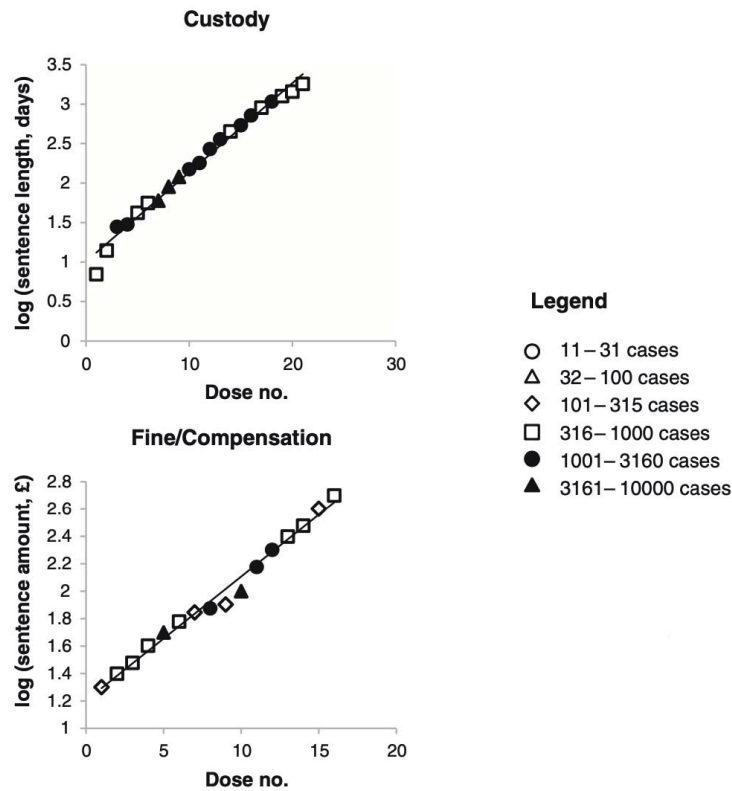 Custody
log (sentence length, days)
3.5
3
2.5
2
1.5
1
0.5
0
0 10 20 30
Dose no.
Fine/Compensation
log (sentence amount, £)
2.8
2.6
2.4
2.2
2
1.8
1.6
1.4
1.2
1
0 5 10 15 20
Dose no.
Legend
11–31 cases
32–100 cases
101–315 cases
316–1000 cases
1001–3160 cases
3161–10000 cases